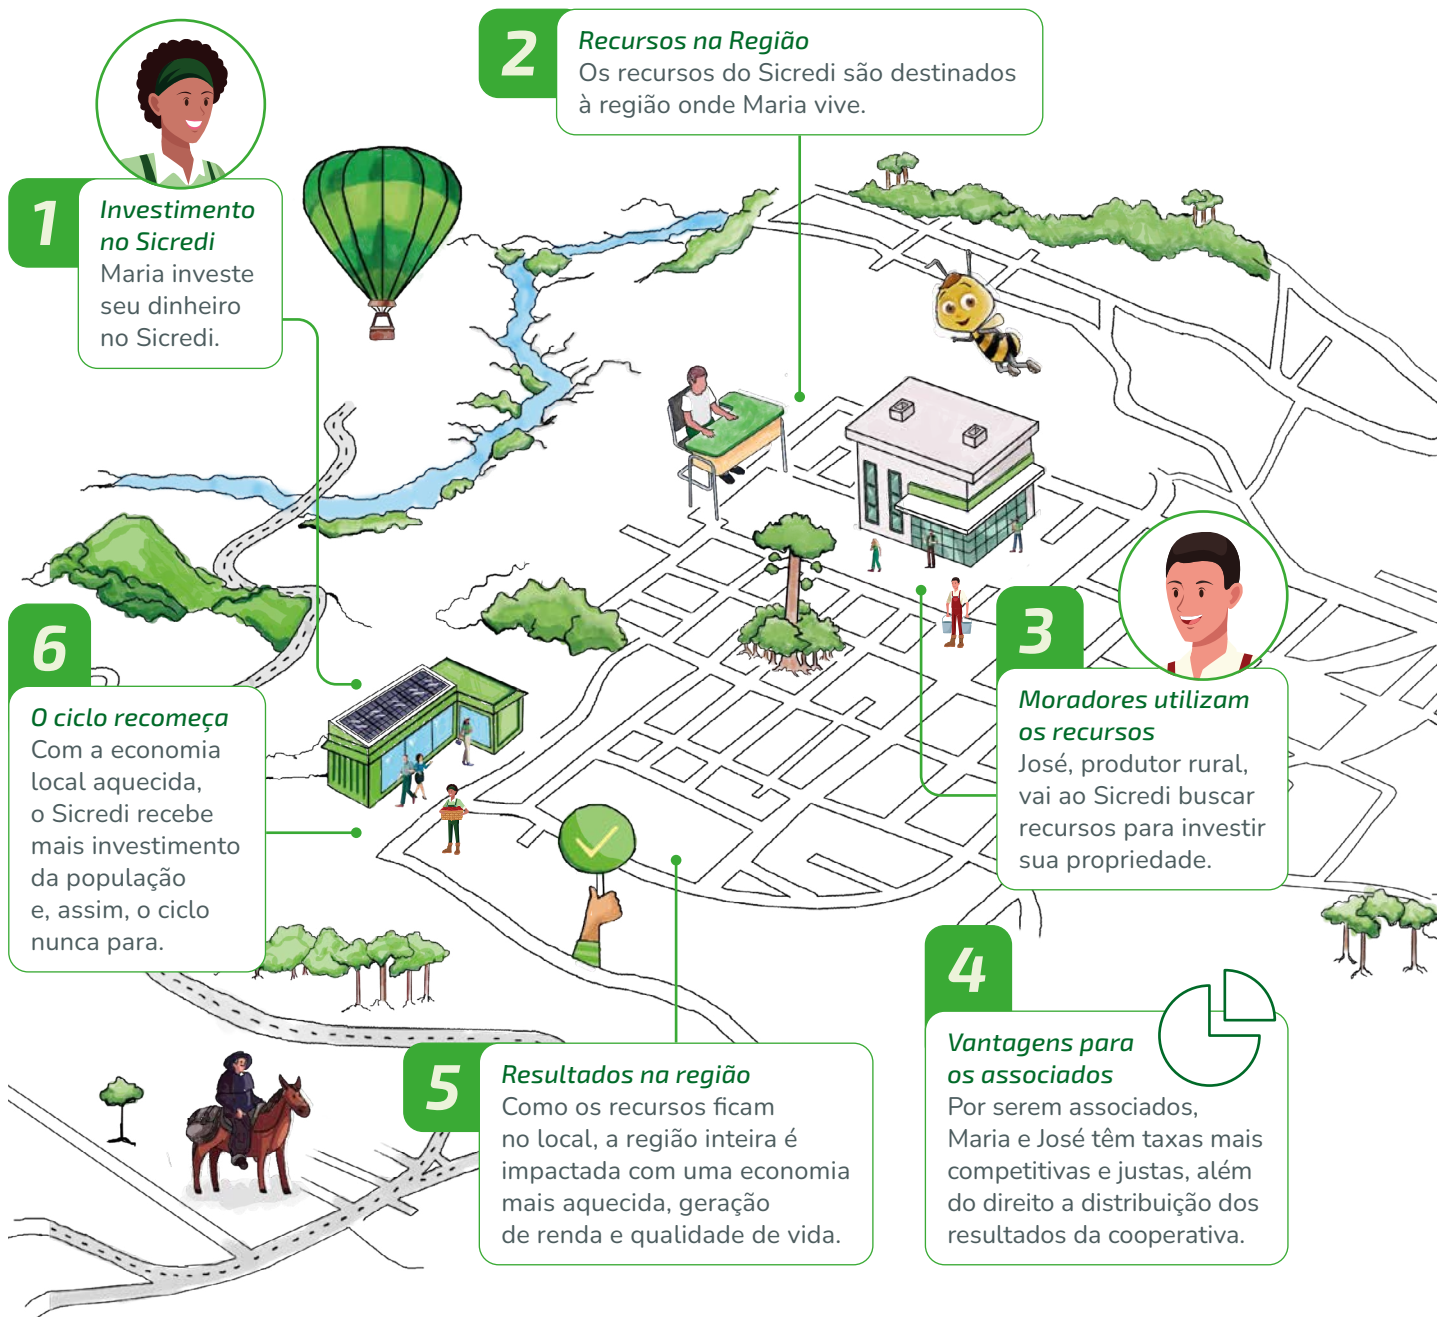 1
Investimento
no Sicredi
Maria investe
seu dinheiro
no Sicredi.
2
Recursos na Região
Os recursos do Sicredi são destinados
à região onde Maria vive.
3
Moradores utilizam
os recursos
José, produtor rural,
vai ao Sicredi buscar
recursos para investir
sua propriedade.
4
Vantagens para
os associados
Por serem associados,
Maria e José têm taxas mais
competitivas e justas, além
do direito a distribuição dos
resultados da cooperativa.
5
Resultados na região
Como os recursos ficam
no local, a região inteira é
impactada com uma economia
mais aquecida, geração
de renda e qualidade de vida.
6
O ciclo recomeça
Com a economia
local aquecida,
o Sicredi recebe
mais investimento
da população
e, assim, o ciclo
nunca para.